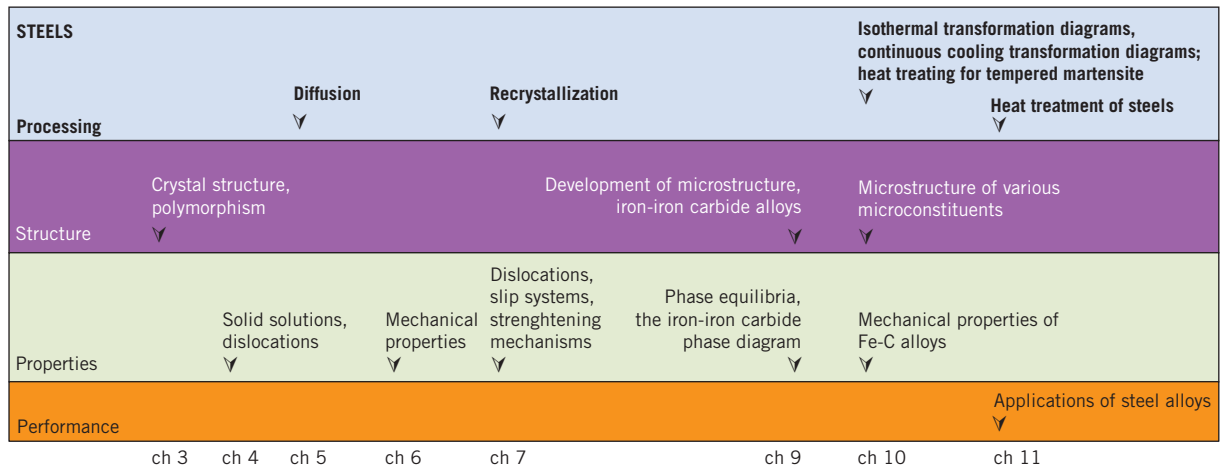 STEELS
Isothermal transformation diagrams,
continuous cooling transformation diagrams;
heat treating for tempered martensite
Diffusion
Recrystallization
Heat treatment of steels
Processing
Crystal structure,
polymorphism
Development of microstructure,
iron-iron carbide alloys
Microstructure of various
microconstituents
Structure
Solid solutions,
dislocations
Mechanical
properties
Dislocations,
slip systems,
strenghtening
mechanisms
Phase equilibria,
the iron-iron carbide
phase diagram
Mechanical properties of
Fe-C alloys
Properties
Applications of steel alloys
Performance
ch 3 ch 4 ch 5 ch 6 ch 7 ch 9 ch 10 ch 11